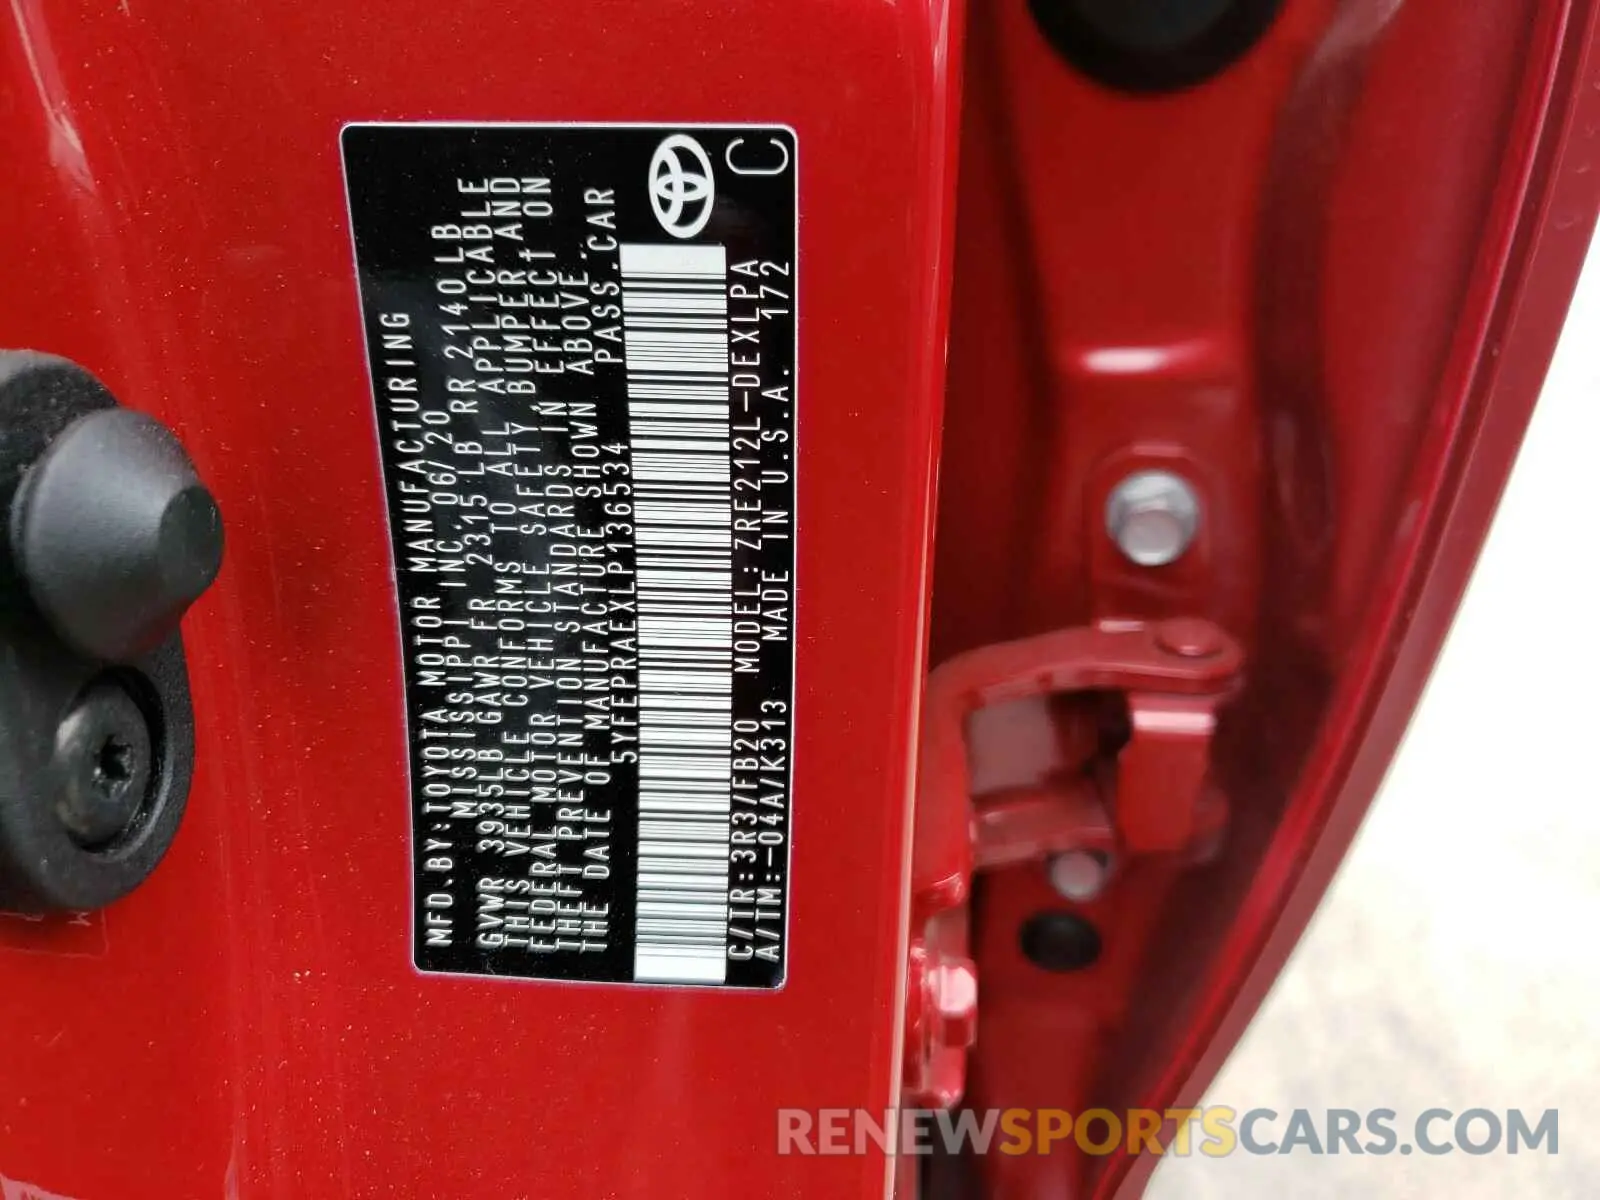 MFD.BY:TOYOTA MOTOR MANUFACTURING
MISSISSIPPI INC. 06/20
GVWR 3935LB GAWR FR 2315LB RR 2140LB
THIS VEHICLE CONFORMS TO ALL APPLICABLE
FEDERAL MOTOR VEHICLE SAFETY, BUMPER AND
THEFT PREVENTION STANDARDS IN EFFECT ON
THE DATE OF MANUFACTURE SHOWN ABOVE.
5YFEPRAEXLP136534 PASS.CAR
C/TR:3R3/FB20 MODEL:ZRE212L-DEXLPA
A/TM:-04A/K313 MADE IN U.S.A. 172
C
RENEWSPORTSCARS.COM